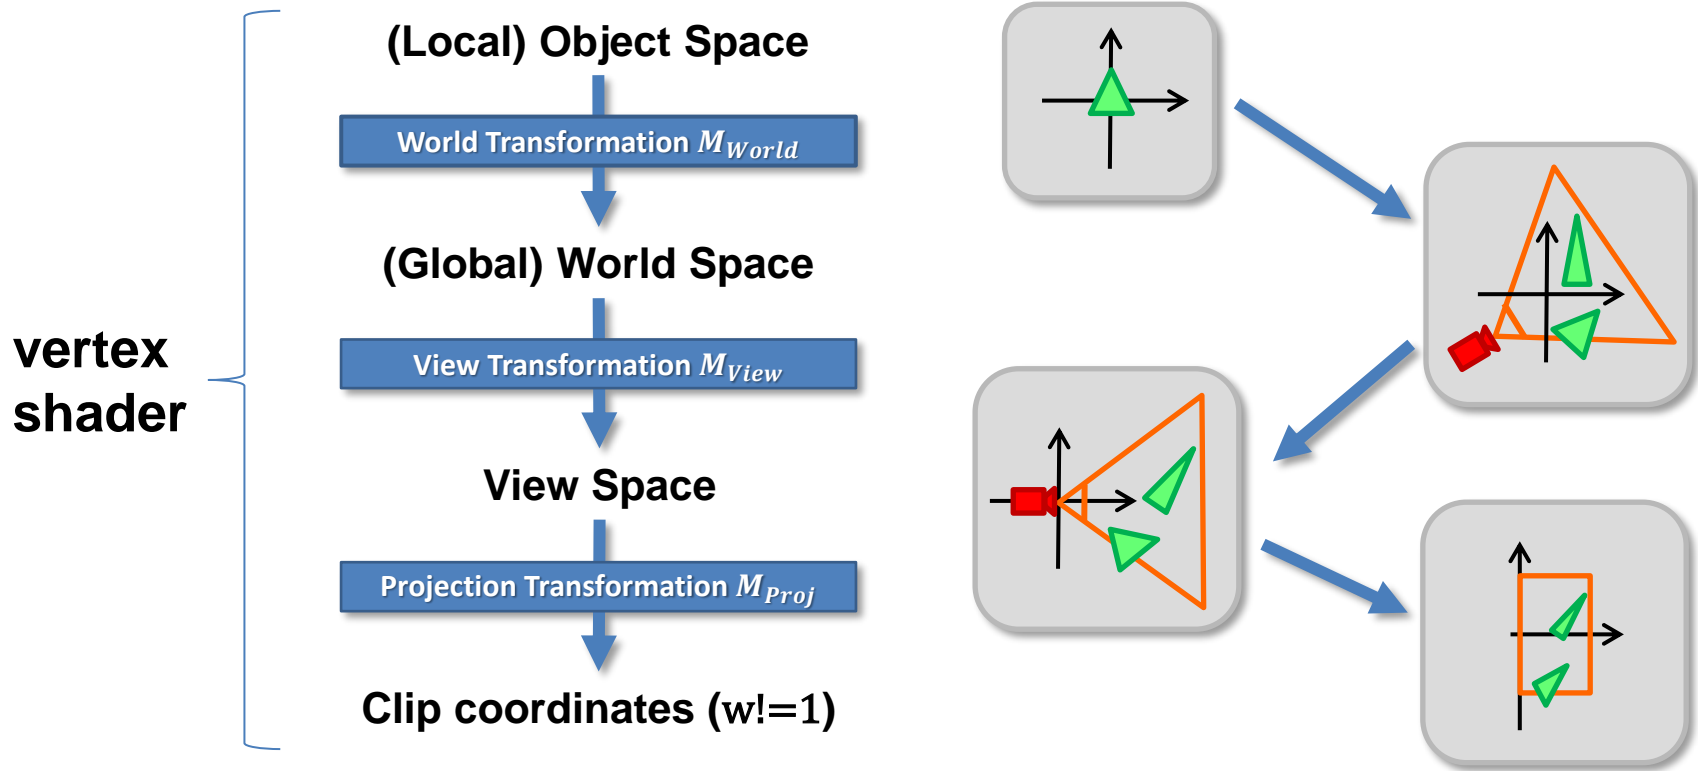 (Local) Object Space
World Transformation M_World
(Global) World Space
vertex
shader
View Transformation M_View
View Space
Projection Transformation M_Proj
Clip coordinates (w!=1)